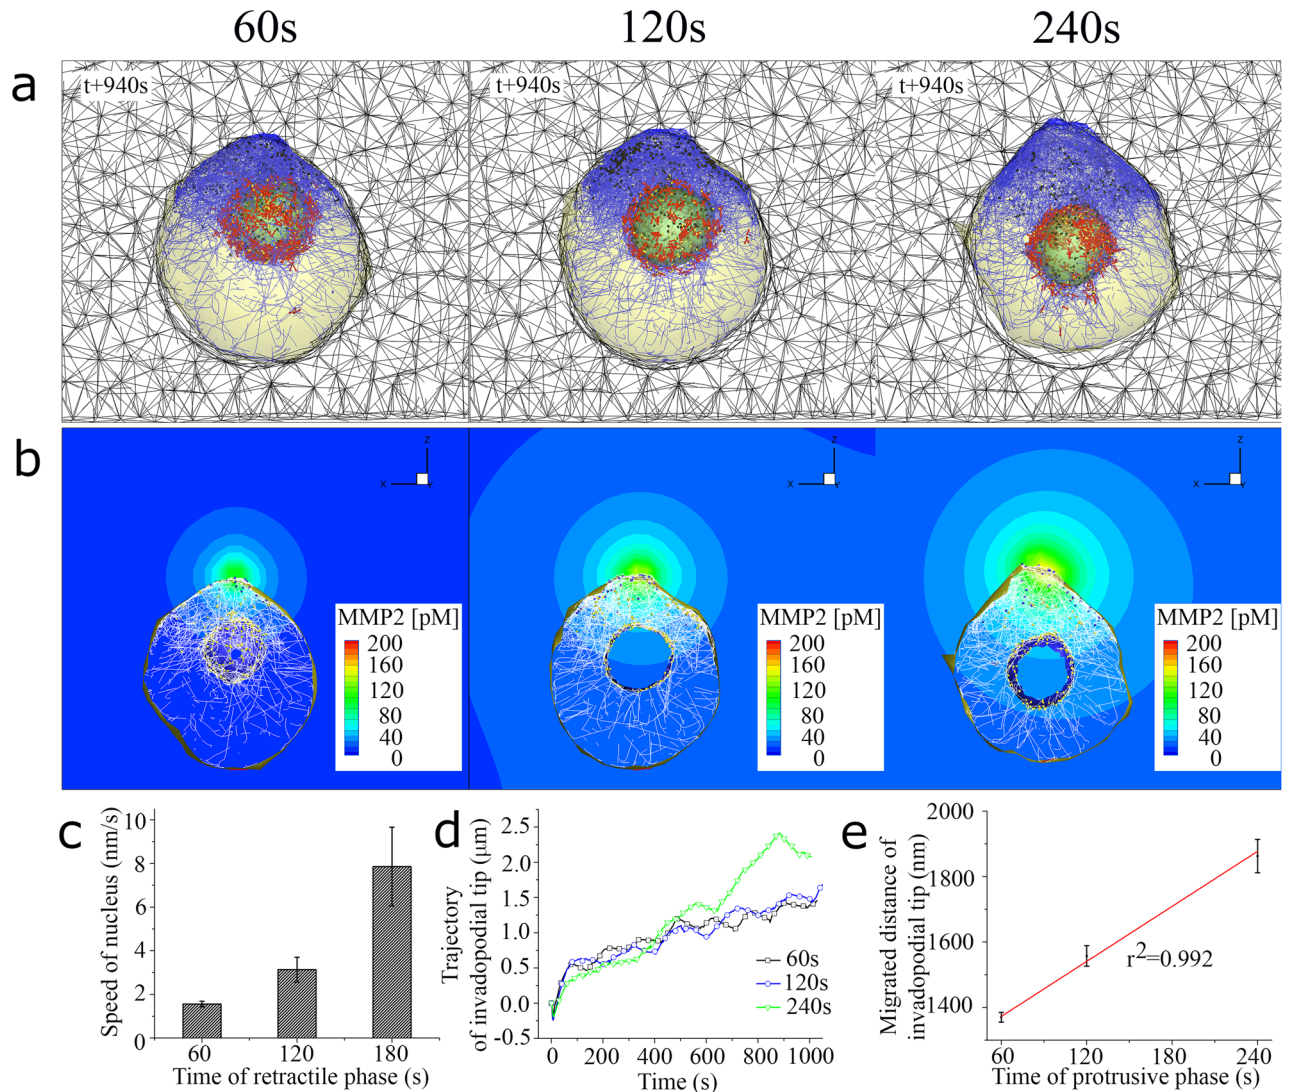 60s 120s 240s
a
t+940s t+940s t+940s
b
z z z
x Y x Y x Y
MMP2 [pM] MMP2 [pM] MMP2 [pM]
200 200 200
160 160 160
120 120 120
80 80 80
40 40 40
0 0 0
c
Speed of nucleus (nm/s)
10
8
6
4
2
0
60 120 180
Time of retractile phase (s)
d
Trajectory
of invadopodial tip (μm)
2.5
2.0
1.5
1.0
0.5
0.0
-0.5
60s
120s
240s
0 200 400 600 800 1000
Time (s)
e
Migrated distance of
invadopodial tip (nm)
2000
1800
1600
1400
r2=0.992
60 120 180 240
Time of protrusive phase (s)